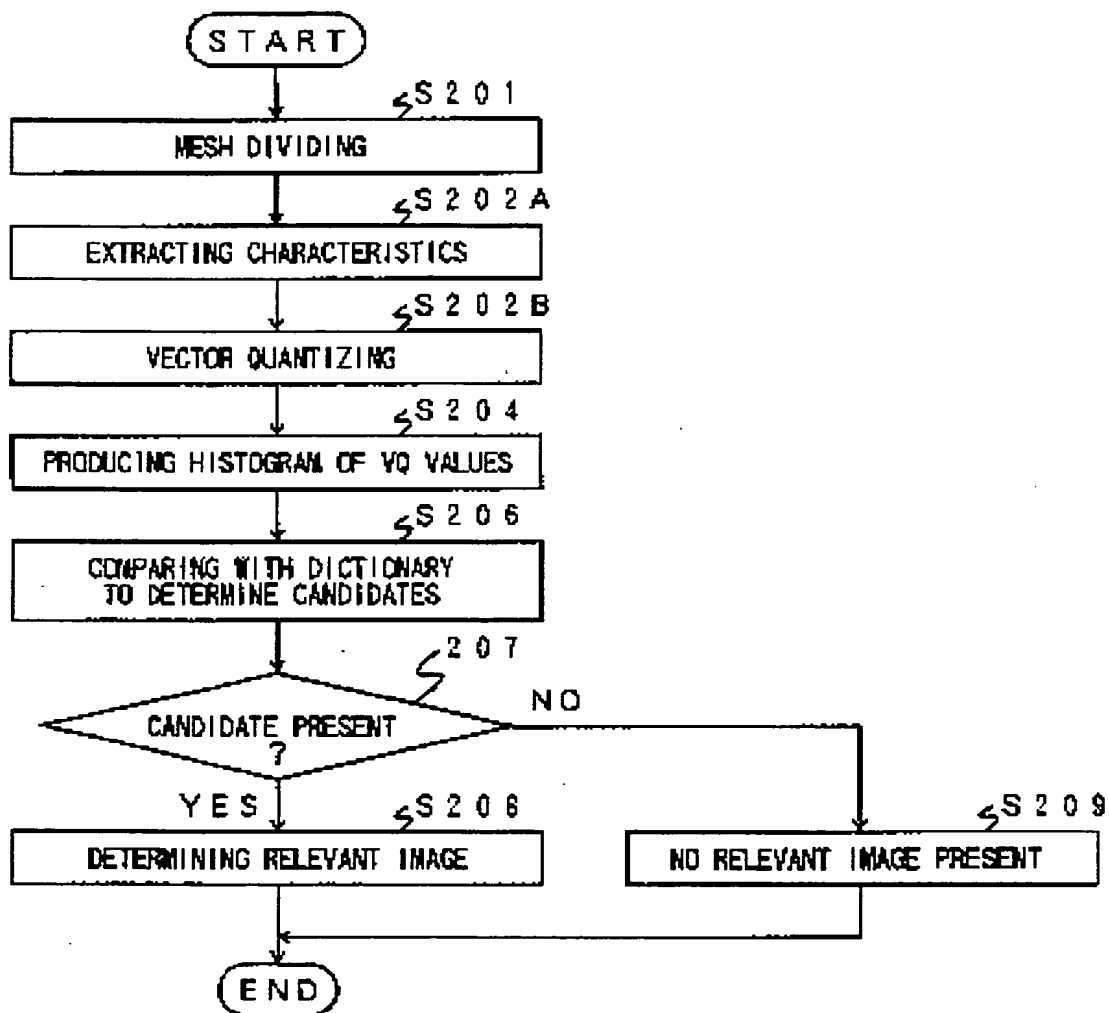 START
S201
MESH DIVIDING
S202A
EXTRACTING CHARACTERISTICS
S202B
VECTOR QUANTIZING
S204
PRODUCING HISTOGRAM OF VQ VALUES
S206
COMPARING WITH DICTIONARY
TO DETERMINE CANDIDATES
207
CANDIDATE PRESENT
?
NO
YES
S208
DETERMINING RELEVANT IMAGE
S209
NO RELEVANT IMAGE PRESENT
END